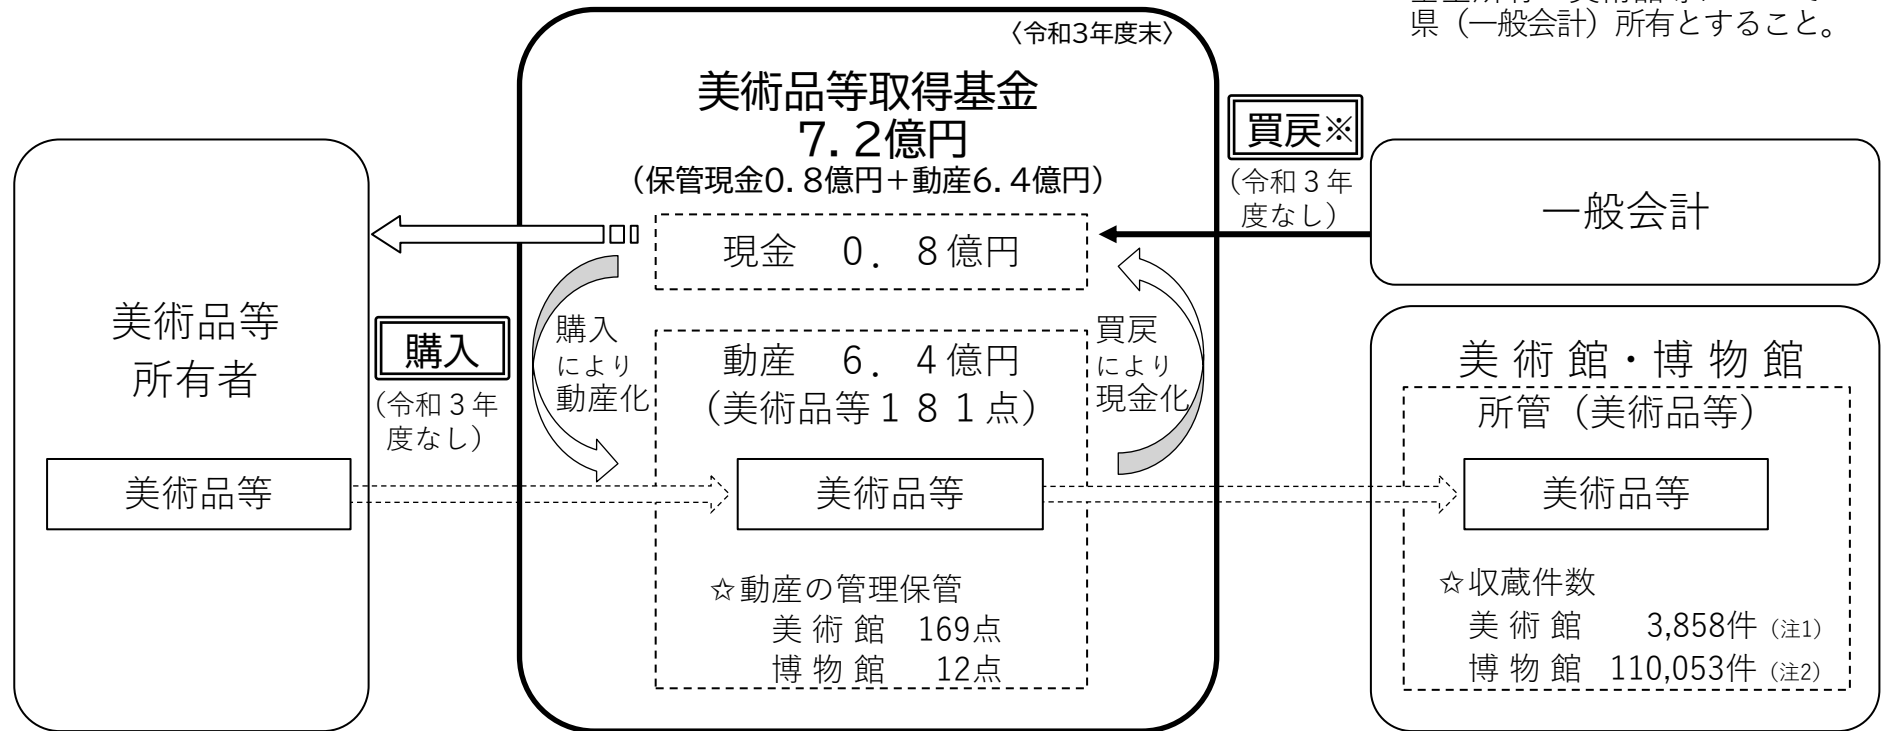 県（一般会計）所有とすること。
〈令和3年度末〉
美術品等取得基金
7．2億円
（保管現金0．8億円＋動産6．4億円）
買戻※
（令和３年
度なし）
一般会計
現金　0．8億円
美術品等
所有者
購入
（令和３年
度なし）
購入
により
動産化
動産　6．4億円
（美術品等１８１点）
買戻
により
現金化
美術館・博物館
所管（美術品等）
美術品等
美術品等
美術品等
☆動産の管理保管
美術館　169点
博物館　12点
☆収蔵件数
美術館　3,858件（注1）
博物館　110,053件（注2）